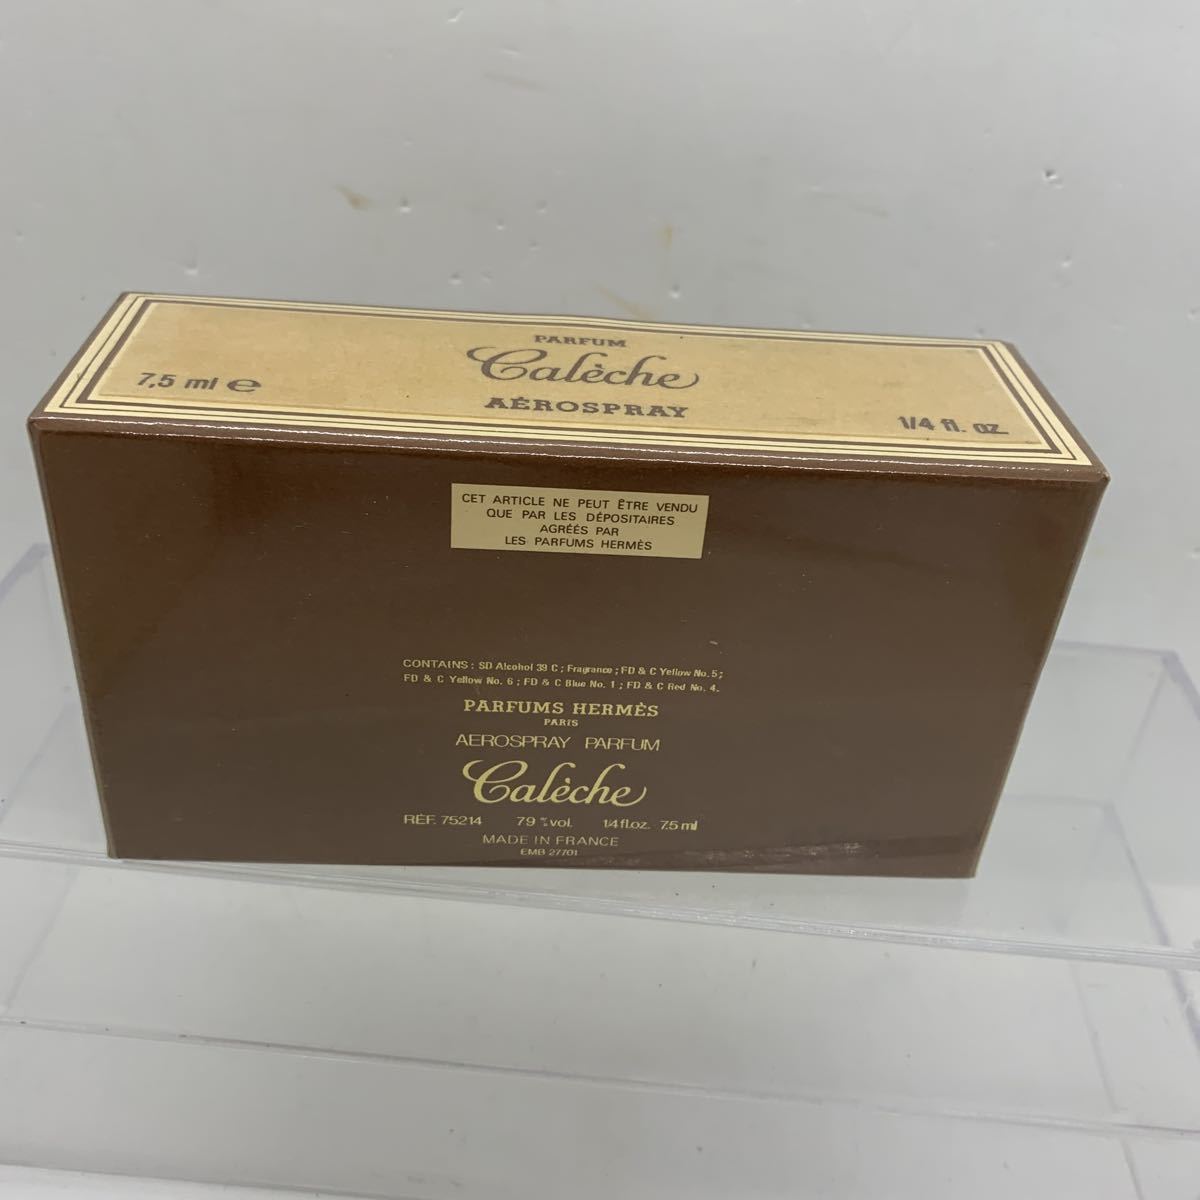 PARFUM
Calèche
AÉROSPRAY
7,5 ml e
1/4 fl. oz.
CET ARTICLE NE PEUT ÊTRE VENDU
QUE PAR LES DÉPOSITAIRES
AGRÉÉS PAR
LES PARFUMS HERMÈS
CONTAINS : SD Alcohol 39 C ; Fragrance ; FD & C Yellow No. 5 ;
FD & C Yellow No. 6 ; FD & C Blue No. 1 ; FD & C Red No. 4.
PARFUMS HERMÈS
PARIS
AEROSPRAY PARFUM
Calèche
RÉF. 75214 79 % vol. 1/4 fl.oz. 7.5 ml
MADE IN FRANCE
EMB 27701